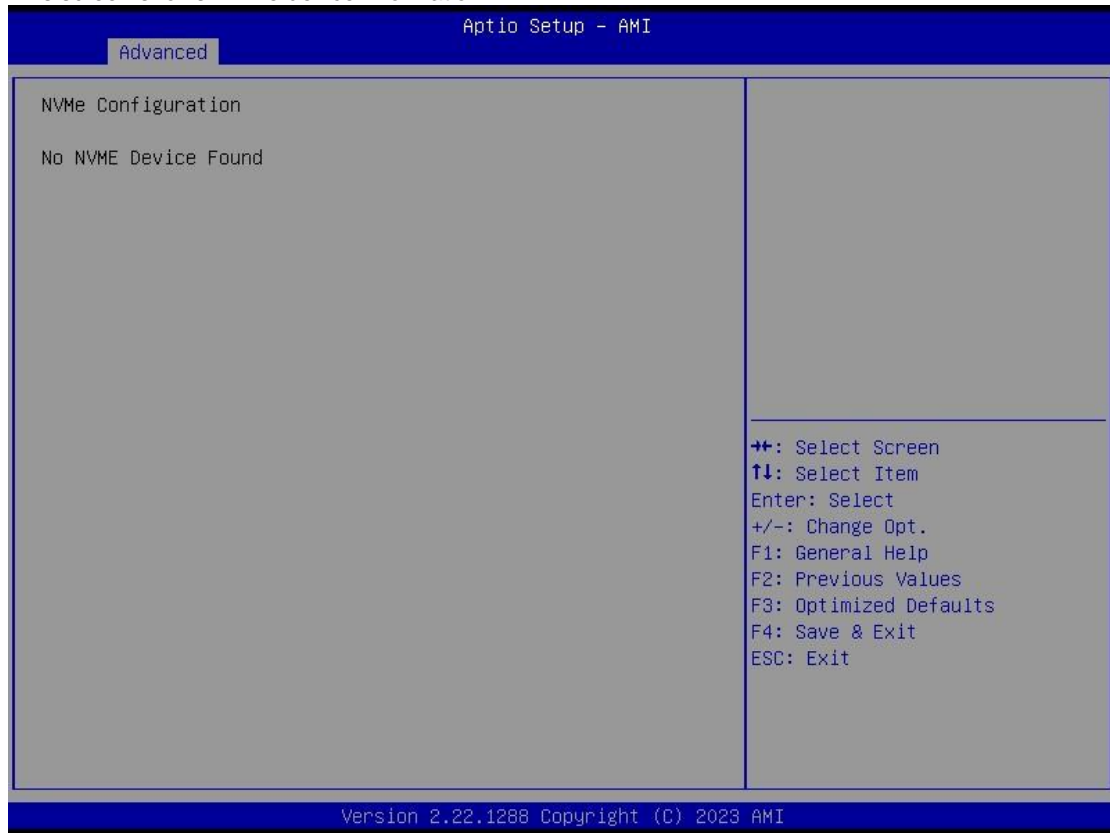 Aptio Setup – AMI
Advanced
NVMe Configuration
No NVME Device Found
→←: Select Screen
↑↓: Select Item
Enter: Select
+/-: Change Opt.
F1: General Help
F2: Previous Values
F3: Optimized Defaults
F4: Save & Exit
ESC: Exit
Version 2.22.1288 Copyright (C) 2023 AMI